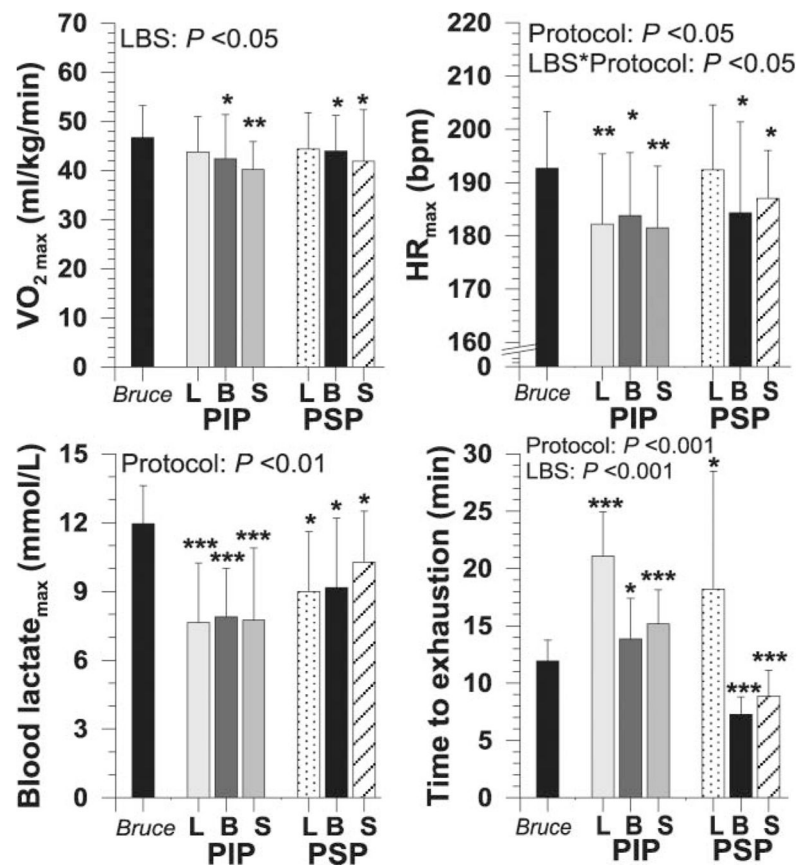 VO2 max (ml/kg/min)
70
60
50
40
30
20
10
0
LBS: P <0.05
*
**
*
*
Bruce
L B S
L B S
PIP
PSP
HRmax (bpm)
220
210
200
190
180
170
160
0
Protocol: P <0.05
LBS*Protocol: P <0.05
**
*
**
*
*
Bruce
L B S
L B S
PIP
PSP
Blood lactatemax (mmol/L)
15
12
9
6
3
0
Protocol: P <0.01
***
***
***
*
*
*
Bruce
L B S
L B S
PIP
PSP
Time to exhaustion (min)
30
25
20
15
10
5
0
Protocol: P <0.001
LBS: P <0.001
***
*
***
*
***
***
Bruce
L B S
L B S
PIP
PSP